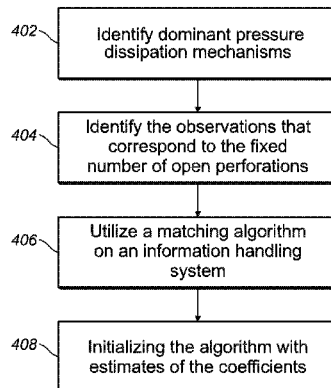 402
Identify dominant pressure
dissipation mechanisms
404
Identify the observations that
correspond to the fixed
number of open perforations
406
Utilize a matching algorithm
on an information handling
system
408
Initializing the algorithm with
estimates of the coefficients